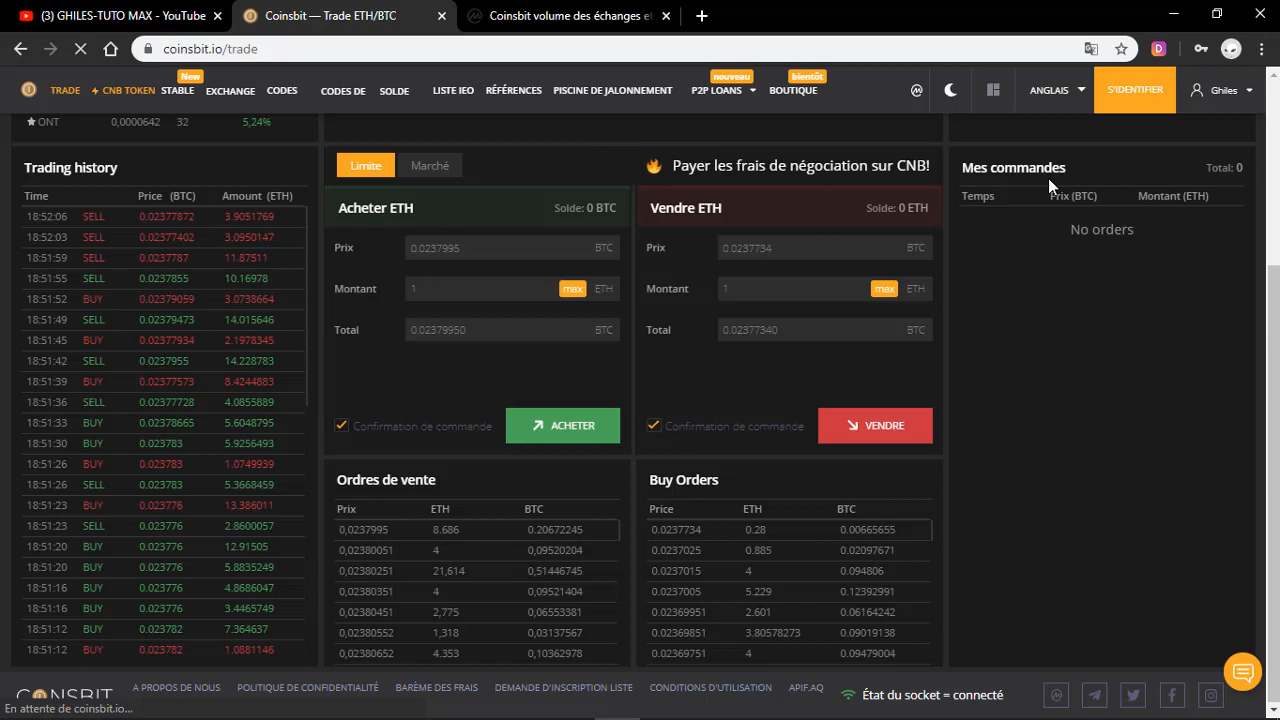 (3) GHILES-TUTO MAX - YouTube
Coinsbit — Trade ETH/BTC
Coinsbit volume des échanges et
coinsbit.io/trade
D
TRADE
CNB TOKEN
New
STABLE
EXCHANGE
CODES
CODES DE
SOLDE
LISTE IEO
RÉFÉRENCES
PISCINE DE JALONNEMENT
nouveau
P2P LOANS
bientôt
BOUTIQUE
ANGLAIS
S'IDENTIFIER
Ghiles
ONT 0,0000642 32 5,24%
Trading history
Time Price (BTC) Amount (ETH)
18:52:06 SELL 0.02377872 3.9051769
18:52:03 SELL 0.02377402 3.0950147
18:51:59 SELL 0.0237787 11.87511
18:51:55 SELL 0.0237855 10.16978
18:51:52 BUY 0.02379059 3.0738664
18:51:49 SELL 0.02379473 14.015646
18:51:45 BUY 0.02377934 2.1978345
18:51:42 SELL 0.0237955 14.228783
18:51:39 BUY 0.02377573 8.4244883
18:51:36 SELL 0.02377728 4.0855889
18:51:33 BUY 0.02378665 5.6048795
18:51:30 BUY 0.023783 5.9256493
18:51:26 BUY 0.023783 1.0749939
18:51:26 SELL 0.023783 5.3668459
18:51:23 BUY 0.023776 13.386011
18:51:23 SELL 0.023776 2.8600057
18:51:20 BUY 0.023776 12.91505
18:51:20 BUY 0.023776 5.8835249
18:51:16 BUY 0.023776 4.8686047
18:51:16 BUY 0.023776 3.4465749
18:51:12 BUY 0.023782 7.364637
18:51:12 BUY 0.023782 1.0881146
Limite Marché
Payer les frais de négociation sur CNB!
Acheter ETH Solde: 0 BTC
Prix 0.0237995 BTC
Montant 1 max ETH
Total 0.02379950 BTC
Confirmation de commande
ACHETER
Vendre ETH Solde: 0 ETH
Prix 0.0237734 BTC
Montant 1 max ETH
Total 0.02377340 BTC
Confirmation de commande
VENDRE
Ordres de vente
Prix ETH BTC
0,0237995 8.686 0.20672245
0,02380051 4 0,09520204
0,02380251 21,614 0,51446745
0,02380351 4 0,09521404
0,02380451 2,775 0,06553381
0,02380552 1,318 0,03137567
0,02380652 4.353 0,10362978
Buy Orders
Price ETH BTC
0.0237734 0.28 0.00665655
0.0237025 0.885 0.02097671
0.0237015 4 0.094806
0.0237005 5.229 0.12392991
0.02369951 2.601 0.06164242
0.02369851 3.80578273 0.09019138
0.02369751 4 0.09479004
Mes commandes Total: 0
Temps Prix (BTC) Montant (ETH)
No orders
COINSBIT
A PROPOS DE NOUS
POLITIQUE DE CONFIDENTIALITÉ
BARÈME DES FRAIS
DEMANDE D'INSCRIPTION LISTE
CONDITIONS D'UTILISATION
APIF.AQ
État du socket = connecté
En attente de coinsbit.io...